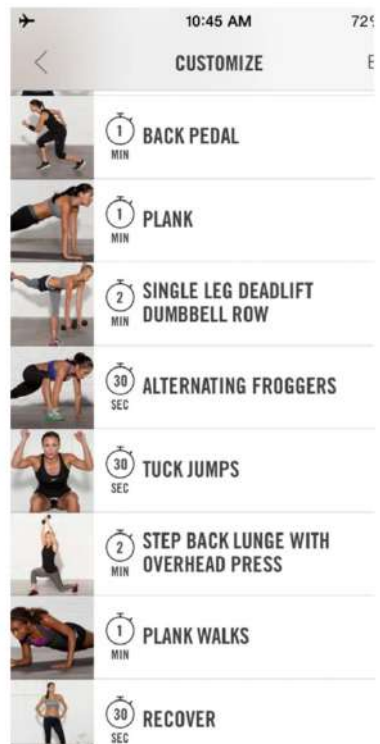 10:45 AM
72
CUSTOMIZE
1
MIN
BACK PEDAL
1
MIN
PLANK
2
MIN
SINGLE LEG DEADLIFT
DUMBBELL ROW
30
SEC
ALTERNATING FROGGERS
30
SEC
TUCK JUMPS
2
MIN
STEP BACK LUNGE WITH
OVERHEAD PRESS
1
MIN
PLANK WALKS
30
SEC
RECOVER